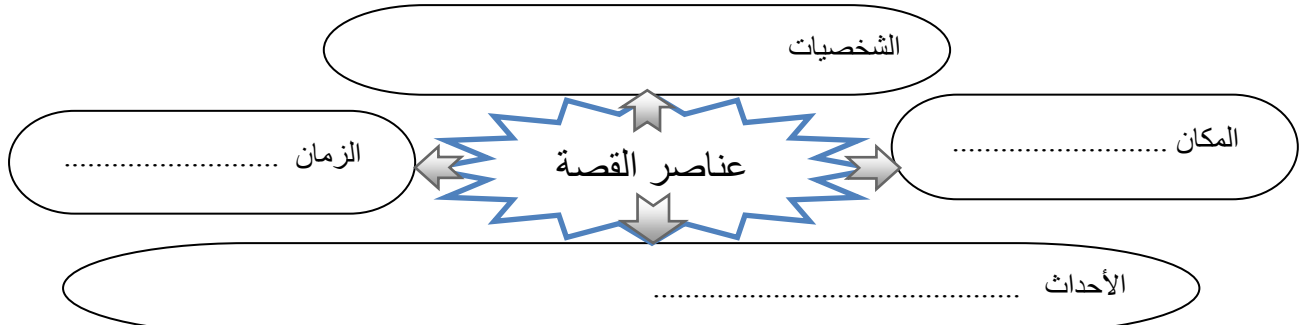 الشخصيات
المكان ..........................
عناصر القصة
الزمان ..........................
الأحداث ............................................